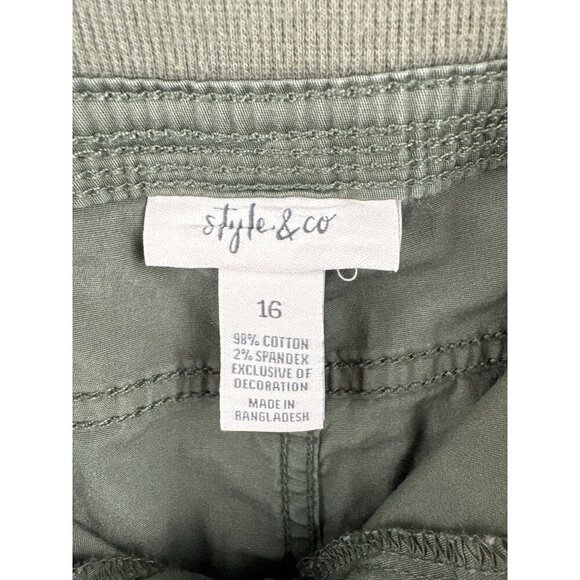 style & co
16
98% COTTON
2% SPANDEX
EXCLUSIVE OF
DECORATION
MADE IN
BANGLADESH